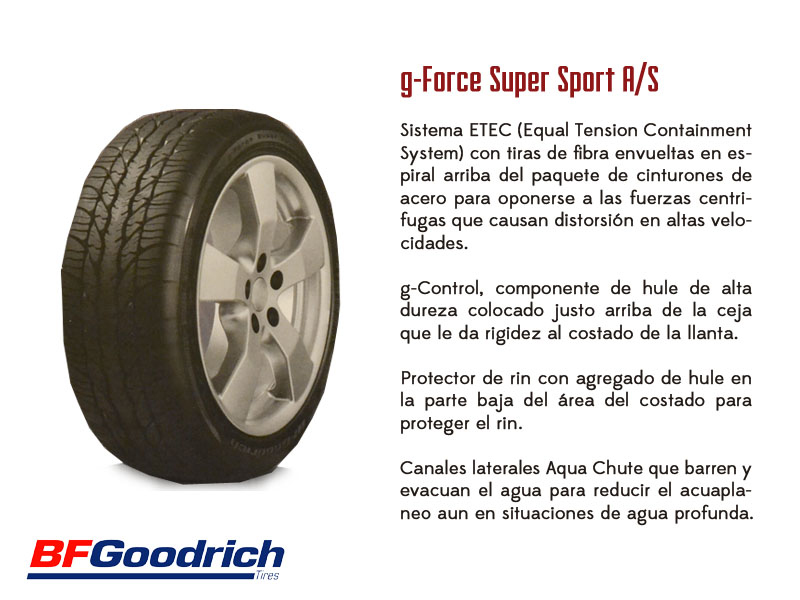 g-Force Super Sport A/S
Sistema ETEC (Equal Tension Containment
System) con tiras de fibra envueltas en es-
piral arriba del paquete de cinturones de
acero para oponerse a las fuerzas centri-
fugas que causan distorsión en altas velo-
cidades.
g-Control, componente de hule de alta
dureza colocado justo arriba de la ceja
que le da rigidez al costado de la llanta.
Protector de rin con agregado de hule en
la parte baja del área del costado para
proteger el rin.
Canales laterales Aqua Chute que barren y
evacuan el agua para reducir el acuapla-
neo aun en situaciones de agua profunda.
BFGoodrich
Tires